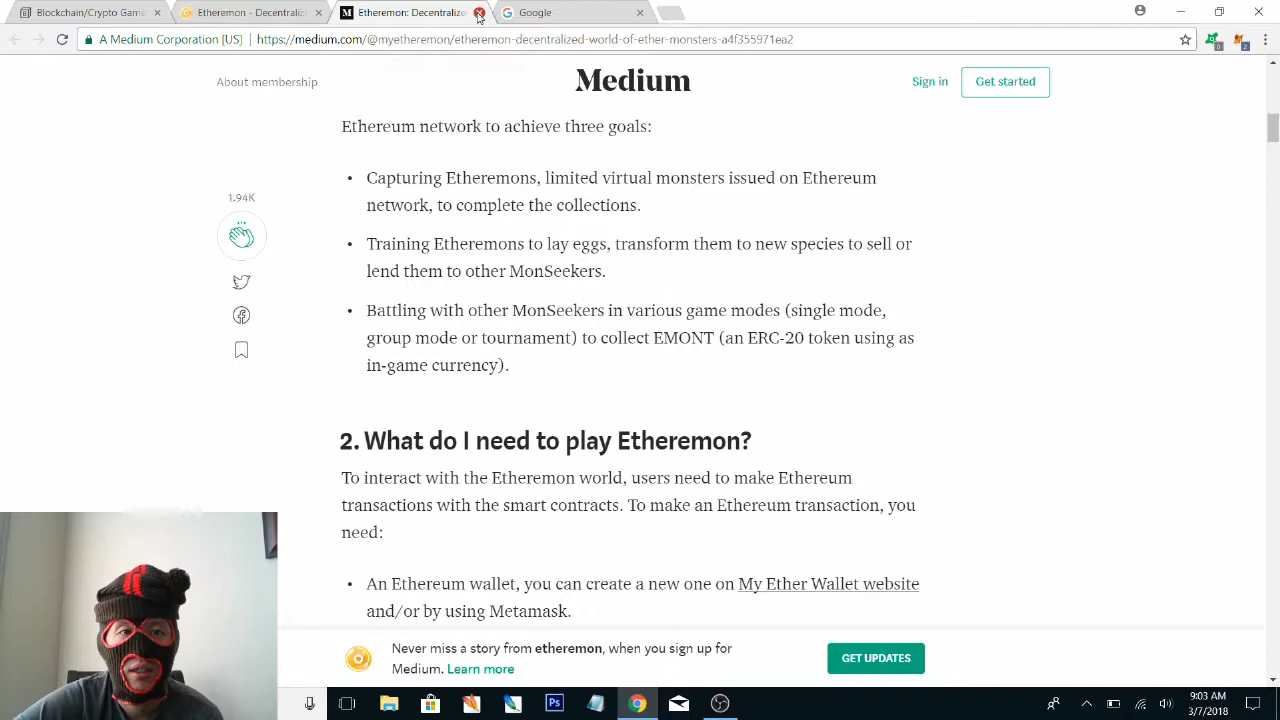 Blockchain/Crypto Gam
Etheremon - Decentraliz
Etheremon: Decentraliz
Google
A Medium Corporation [US]
https://medium.com/@myetheremon/etheremon-decentralized-world-of-ether-monsters-a4f355971ea2
About membership
Medium
Sign in
Get started
Ethereum network to achieve three goals:
1.94K
• Capturing Etheremons, limited virtual monsters issued on Ethereum
network, to complete the collections.
• Training Etheremons to lay eggs, transform them to new species to sell or
lend them to other MonSeekers.
• Battling with other MonSeekers in various game modes (single mode,
group mode or tournament) to collect EMONT (an ERC-20 token using as
in-game currency).
2. What do I need to play Etheremon?
To interact with the Etheremon world, users need to make Ethereum
transactions with the smart contracts. To make an Ethereum transaction, you
need:
• An Ethereum wallet, you can create a new one on My Ether Wallet website
and/or by using Metamask.
Never miss a story from etheremon, when you sign up for
Medium. Learn more
GET UPDATES
9:03 AM
3/7/2018